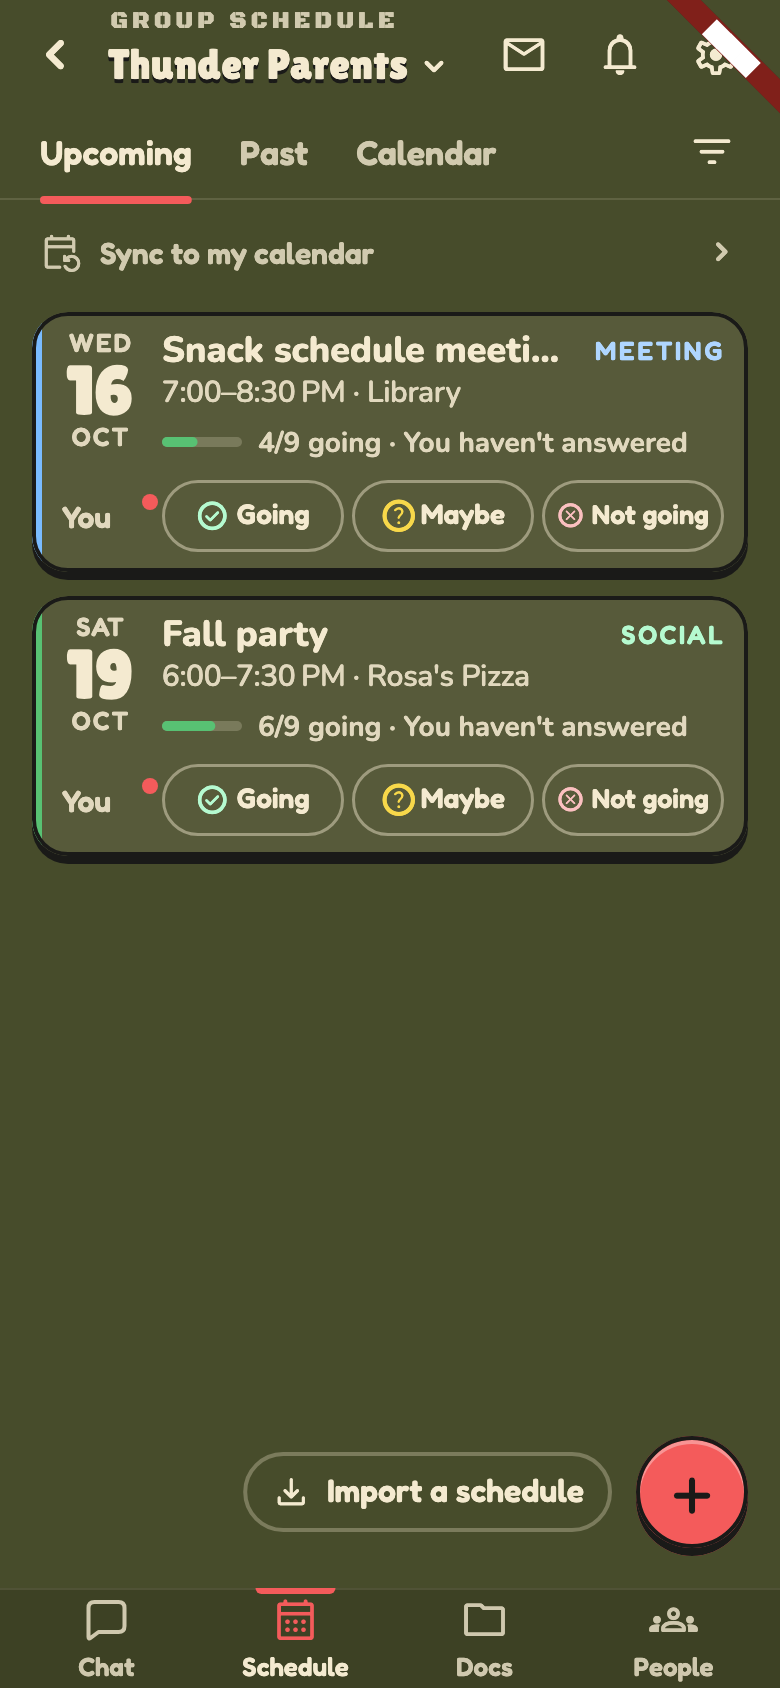 GROUP SCHEDULE
Thunder Parents
Upcoming Past Calendar
Sync to my calendar
WED
16
OCT
Snack schedule meeti... MEETING
7:00–8:30 PM · Library
4/9 going · You haven't answered
You Going Maybe Not going
SAT
19
OCT
Fall party SOCIAL
6:00–7:30 PM · Rosa's Pizza
6/9 going · You haven't answered
You Going Maybe Not going
Import a schedule
Chat Schedule Docs People